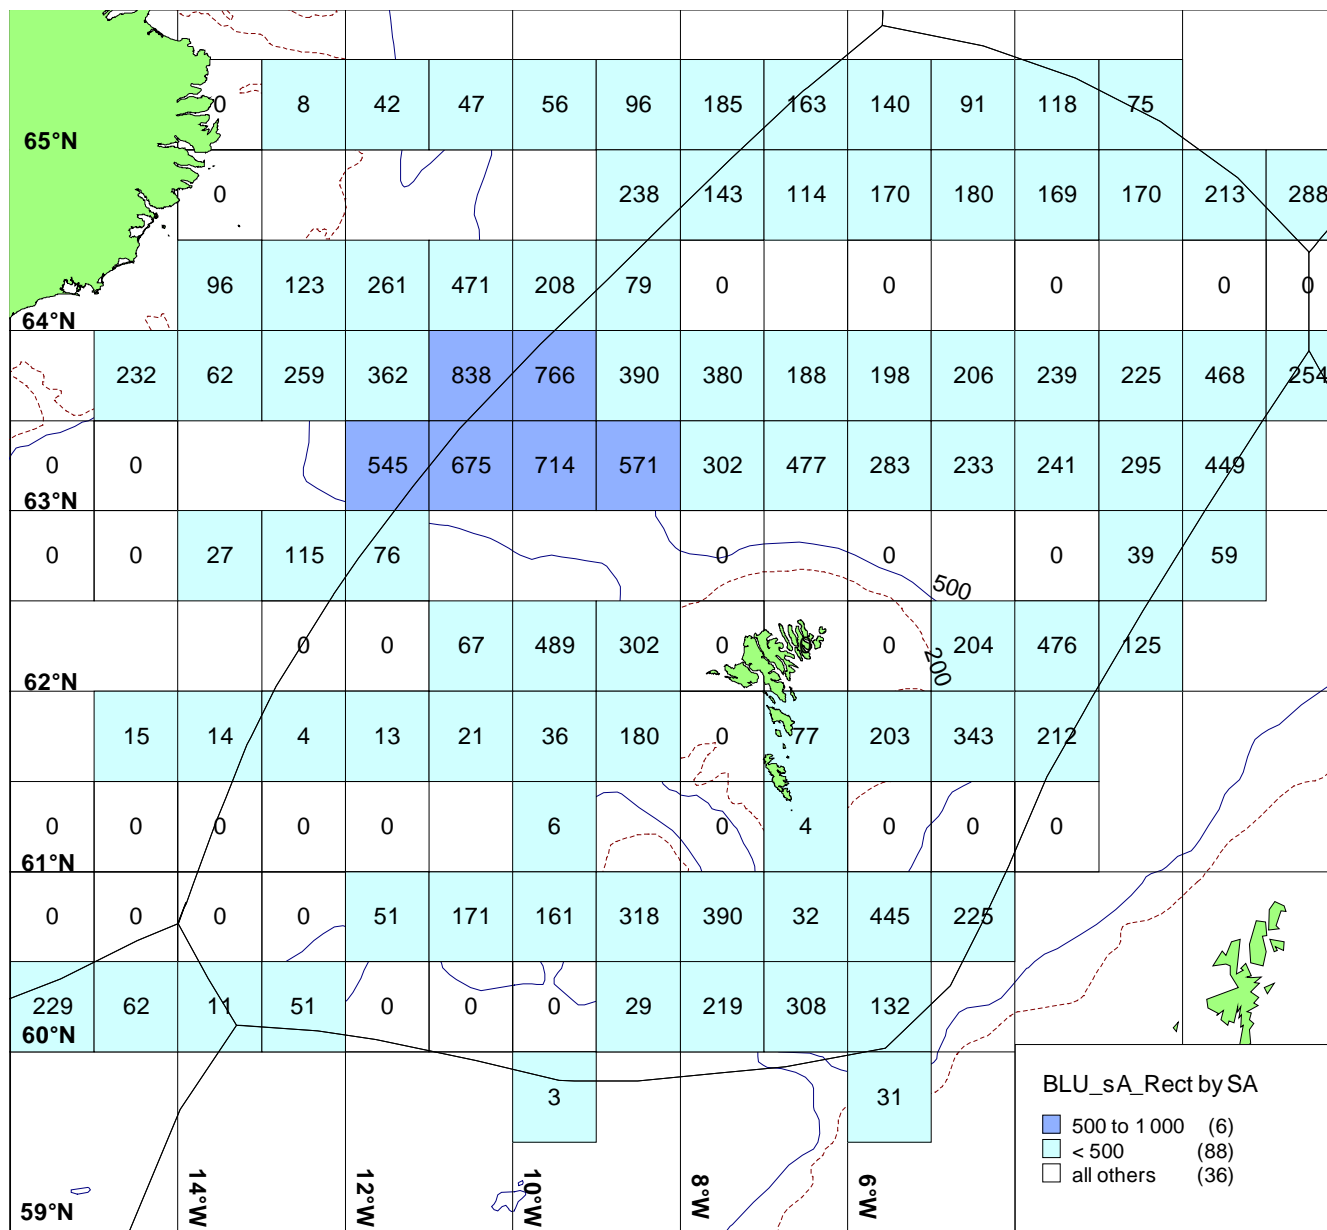 0 8 42 47 56 96 185 163 140 91 118 75
65°N
0 238 143 114 170 180 169 170 213 288
96 123 261 471 208 79 0 0 0 0 0
64°N
232 62 259 362 838 766 390 380 188 198 206 239 225 468 254
0 0 545 675 714 571 302 477 283 233 241 295 449
63°N
0 0 27 115 76 0 0 0 39 59
500
0 0 67 489 302 0 0 0 204 476 125
200
62°N
15 14 4 13 21 36 180 0 77 203 343 212
0 0 0 0 0 6 0 4 0 0 0
61°N
0 0 0 0 51 171 161 318 390 32 445 225
229 62 11 51 0 0 0 29 219 308 132
60°N
3 31
BLU_sA_Rect by SA
500 to 1 000 (6)
< 500 (88)
all others (36)
14°W 12°W 10°W 8°W 6°W
59°N